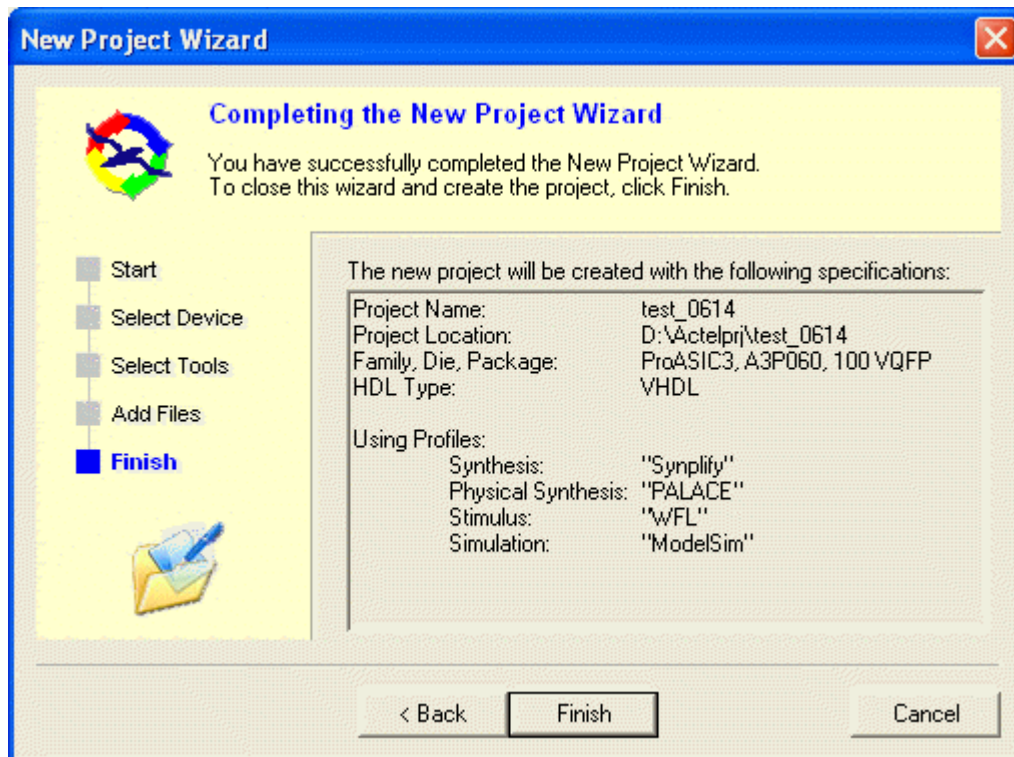 New Project Wizard
Completing the New Project Wizard
You have successfully completed the New Project Wizard.
To close this wizard and create the project, click Finish.
Start
Select Device
Select Tools
Add Files
Finish
The new project will be created with the following specifications:
Project Name: test_0614
Project Location: D:\Actelprj\test_0614
Family, Die, Package: ProASIC3, A3P060, 100 VQFP
HDL Type: VHDL
Using Profiles:
Synthesis: "Synplify"
Physical Synthesis: "PALACE"
Stimulus: "WFL"
Simulation: "ModelSim"
< Back Finish Cancel